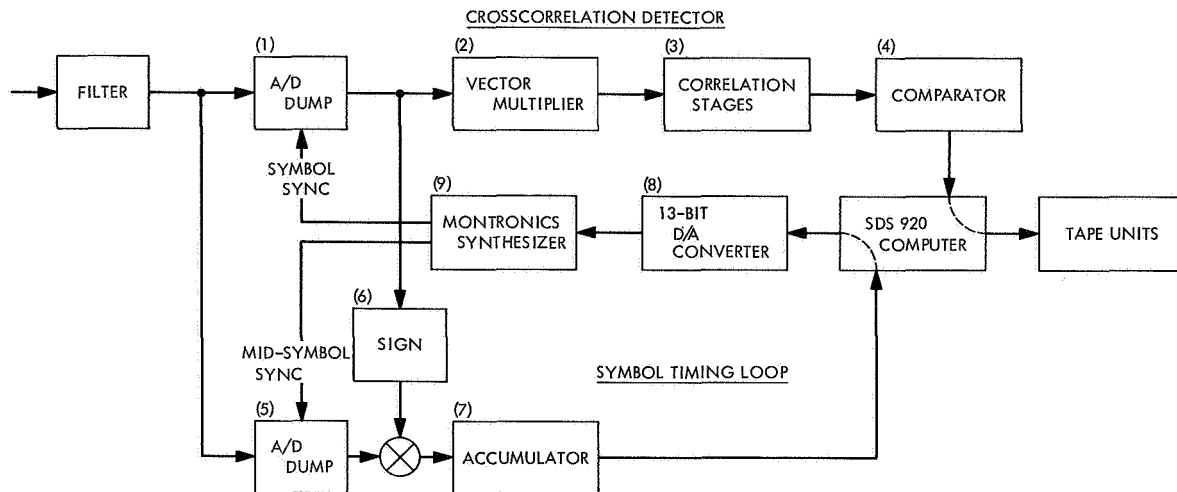 CROSSCORRELATION DETECTOR
(1)
(2)
(3)
(4)
FILTER
A/D
DUMP
VECTOR
MULTIPLIER
CORRELATION
STAGES
COMPARATOR
SYMBOL
SYNC
(9)
(8)
MONTRONICS
SYNTHESIZER
13-BIT
D/A
CONVERTER
SDS 920
COMPUTER
TAPE UNITS
(6)
SIGN
MID-SYMBOL
SYNC
SYMBOL TIMING LOOP
(5)
(7)
A/D
DUMP
ACCUMULATOR